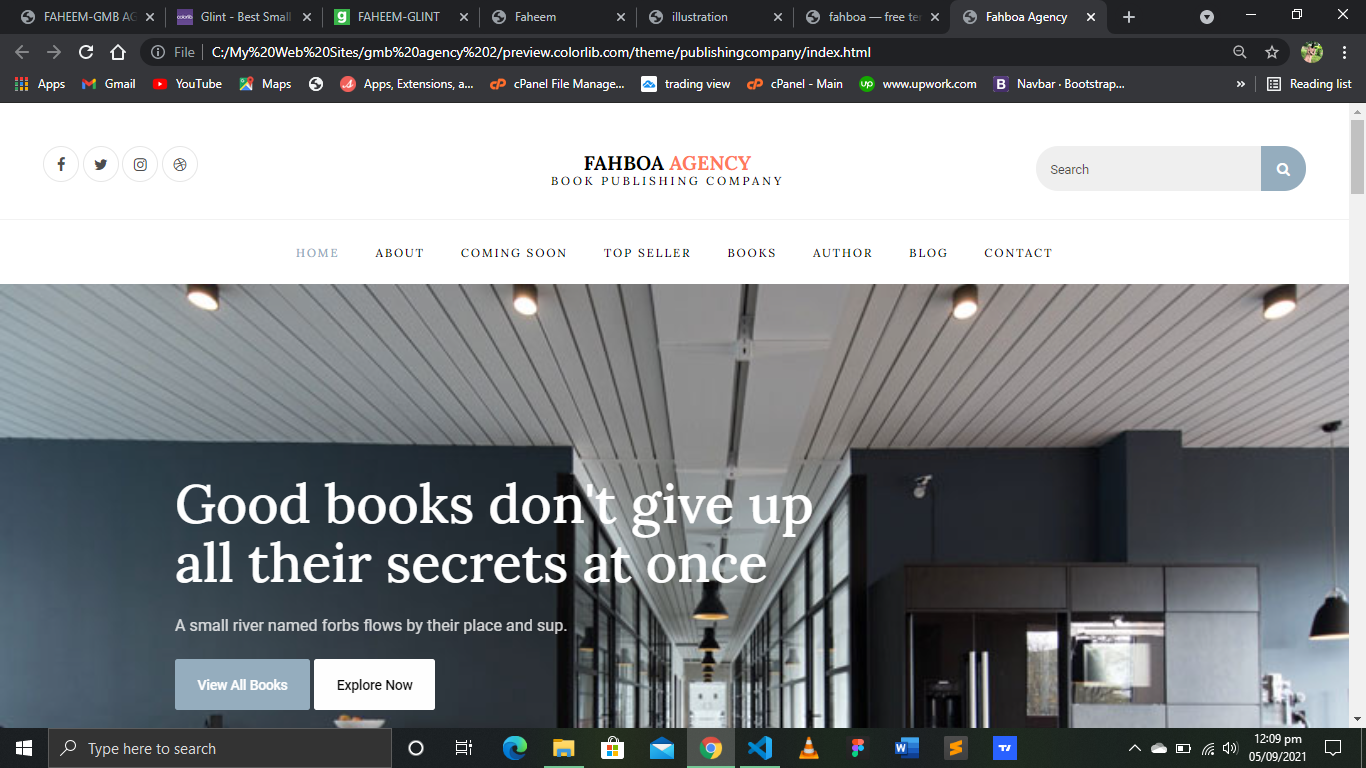 FAHEEM-GMB AG
Glint - Best Small
FAHEEM-GLINT
Faheem
illustration
fahboa — free te
Fahboa Agency
File
C:/My%20Web%20Sites/gmb%20agency%202/preview.colorlib.com/theme/publishingcompany/index.html
Apps
Gmail
YouTube
Maps
Apps, Extensions, a...
cPanel File Manage...
trading view
cPanel - Main
www.upwork.com
Navbar · Bootstrap...
»
Reading list
FAHBOA AGENCY
BOOK PUBLISHING COMPANY
Search
HOME
ABOUT
COMING SOON
TOP SELLER
BOOKS
AUTHOR
BLOG
CONTACT
Good books don't give up
all their secrets at once
A small river named forbs flows by their place and sup.
View All Books
Explore Now
Type here to search
12:09 pm
05/09/2021